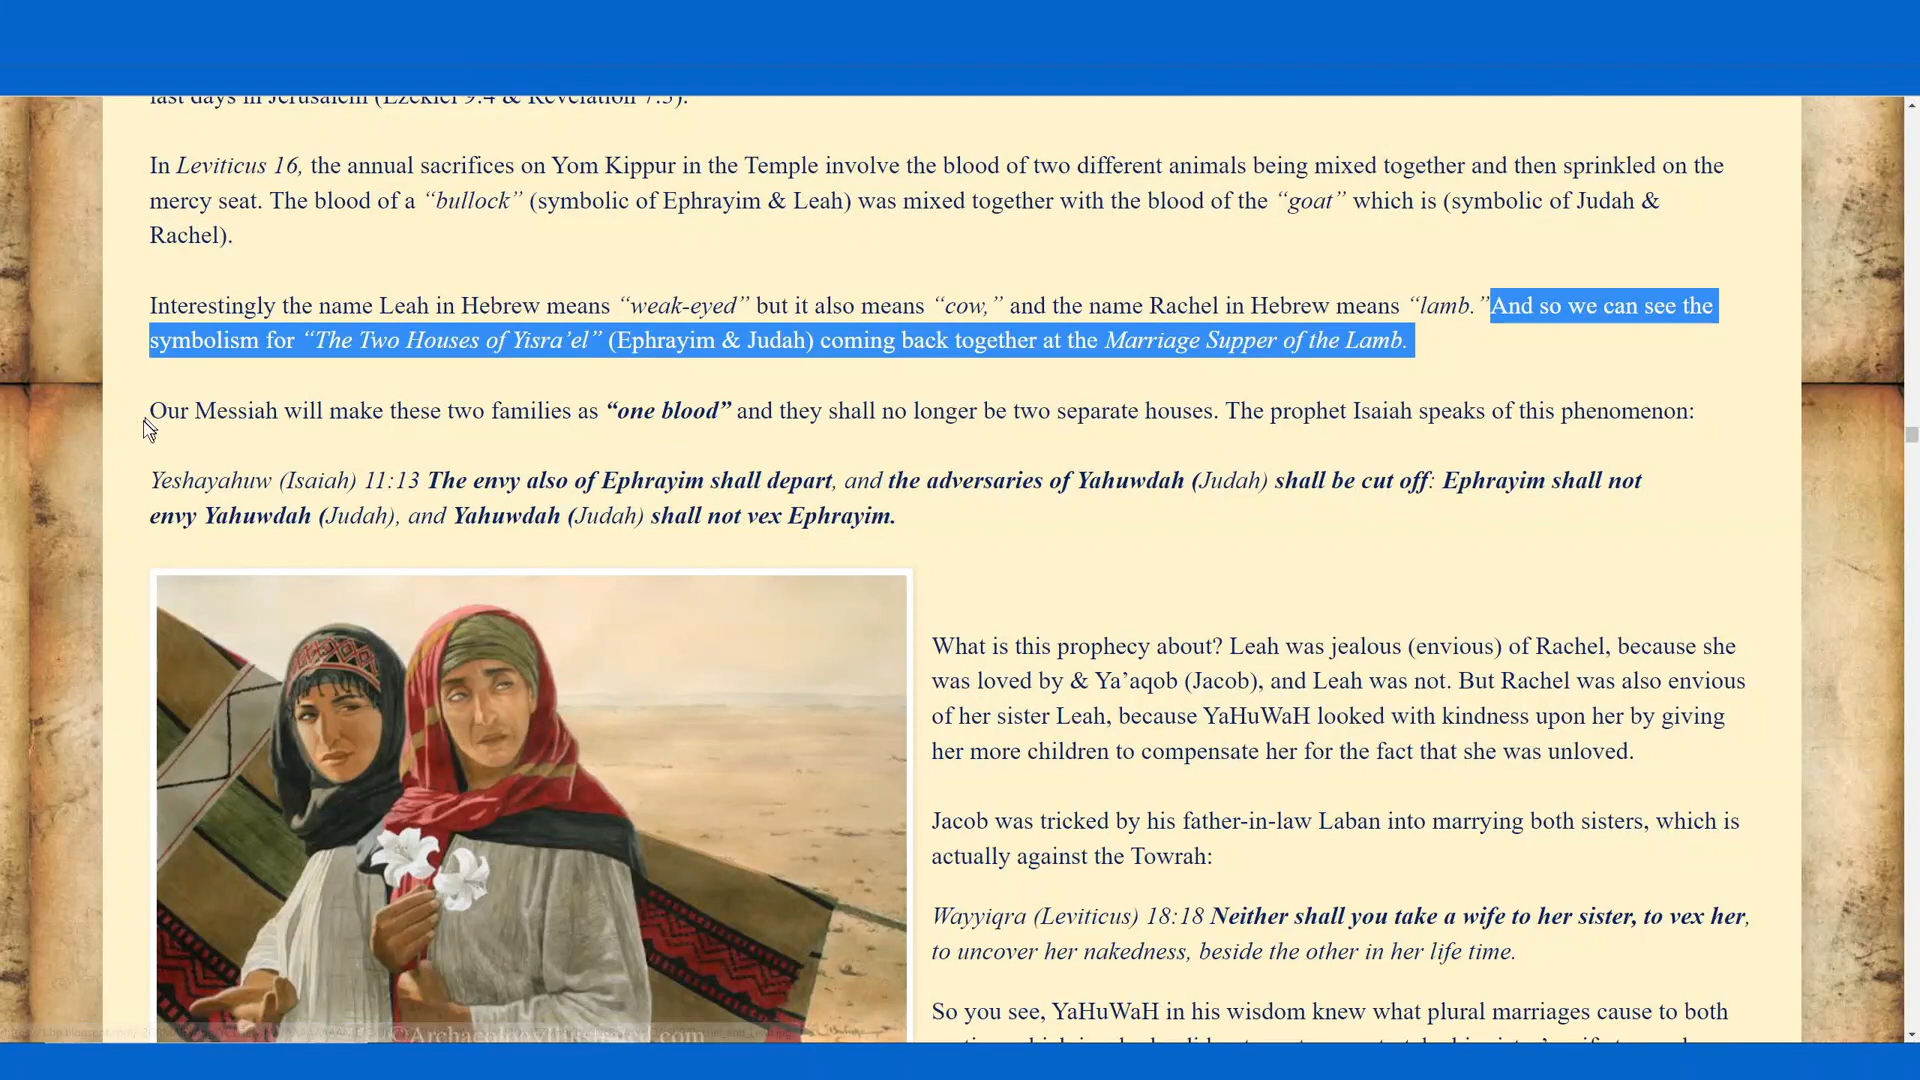 last days in Jerusalem (Ezekiel 9:4 & Revelation 7:3).
In Leviticus 16, the annual sacrifices on Yom Kippur in the Temple involve the blood of two different animals being mixed together and then sprinkled on the
mercy seat. The blood of a “bullock” (symbolic of Ephrayim & Leah) was mixed together with the blood of the “goat” which is (symbolic of Judah &
Rachel).
Interestingly the name Leah in Hebrew means “weak-eyed” but it also means “cow,” and the name Rachel in Hebrew means “lamb.” And so we can see the
symbolism for “The Two Houses of Yisra’el” (Ephrayim & Judah) coming back together at the Marriage Supper of the Lamb.
Our Messiah will make these two families as “one blood” and they shall no longer be two separate houses. The prophet Isaiah speaks of this phenomenon:
Yeshayahuw (Isaiah) 11:13 The envy also of Ephrayim shall depart, and the adversaries of Yahuwdah (Judah) shall be cut off: Ephrayim shall not
envy Yahuwdah (Judah), and Yahuwdah (Judah) shall not vex Ephrayim.
What is this prophecy about? Leah was jealous (envious) of Rachel, because she
was loved by & Ya’aqob (Jacob), and Leah was not. But Rachel was also envious
of her sister Leah, because YaHuWaH looked with kindness upon her by giving
her more children to compensate her for the fact that she was unloved.
Jacob was tricked by his father-in-law Laban into marrying both sisters, which is
actually against the Towrah:
Wayyiqra (Leviticus) 18:18 Neither shall you take a wife to her sister, to vex her,
to uncover her nakedness, beside the other in her life time.
So you see, YaHuWaH in his wisdom knew what plural marriages cause to both
©ArchaeologyIllustrated.com